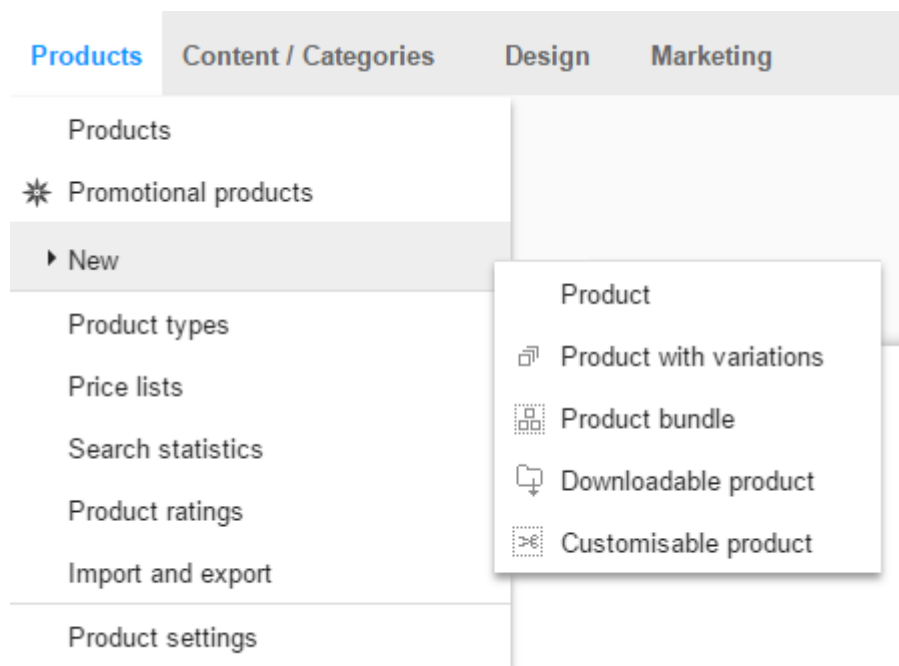 Products Content / Categories Design Marketing
Products
Promotional products
New
Product
Product with variations
Product bundle
Downloadable product
Customisable product
Product types
Price lists
Search statistics
Product ratings
Import and export
Product settings